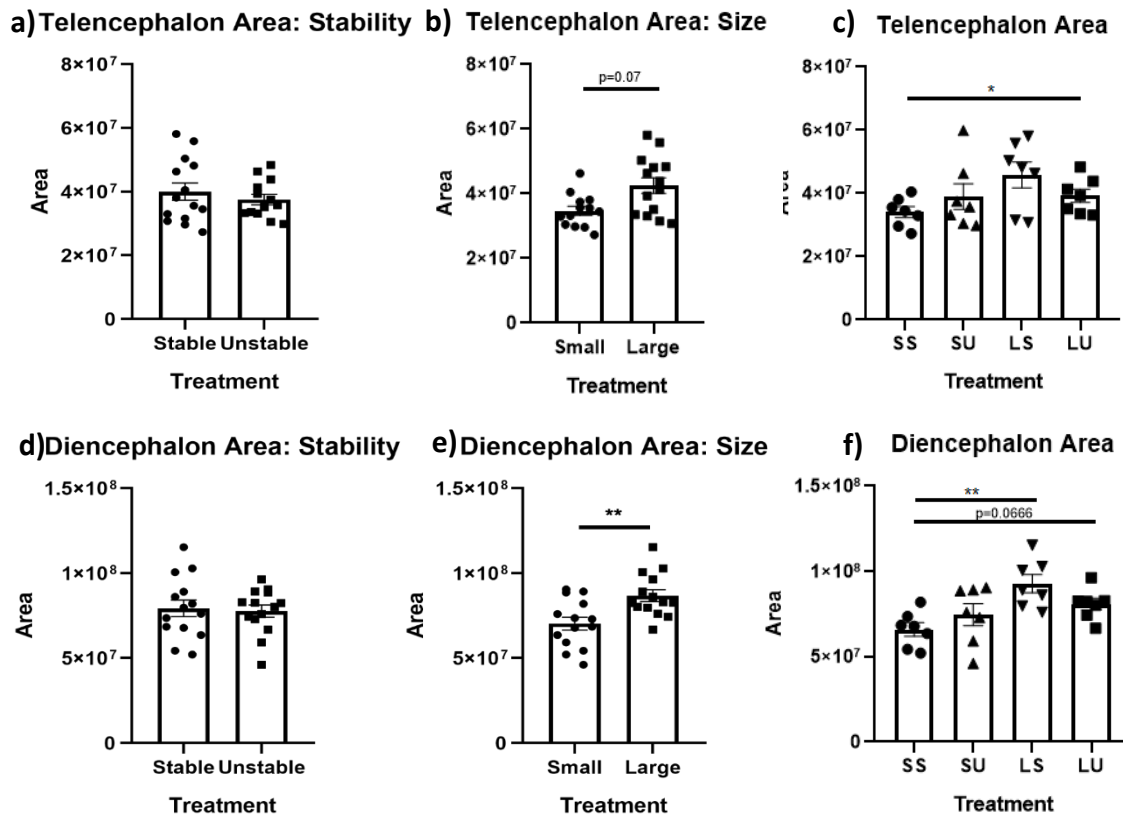 a) Telencephalon Area: Stability
8×10⁷
6×10⁷
4×10⁷
2×10⁷
0
Area
Stable Unstable
Treatment
b) Telencephalon Area: Size
8×10⁷
6×10⁷
4×10⁷
2×10⁷
0
Area
p=0.07
Small Large
Treatment
c) Telencephalon Area
8×10⁷
6×10⁷
4×10⁷
2×10⁷
0
Area
*
SS SU LS LU
Treatment
d) Diencephalon Area: Stability
1.5×10⁸
1×10⁸
5×10⁷
0
Area
Stable Unstable
Treatment
e) Diencephalon Area: Size
1.5×10⁸
1×10⁸
5×10⁷
0
Area
**
Small Large
Treatment
f) Diencephalon Area
1.5×10⁸
1×10⁸
5×10⁷
0
Area
**
p=0.0666
SS SU LS LU
Treatment